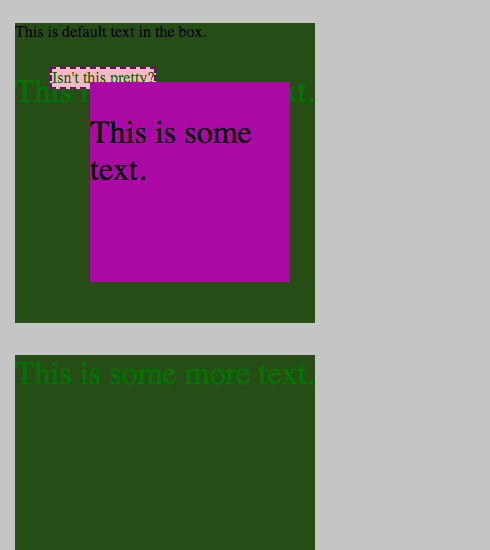 This is default text in the box.
Isn't this pretty?
This xt.
This is some
text.
This is some more text.